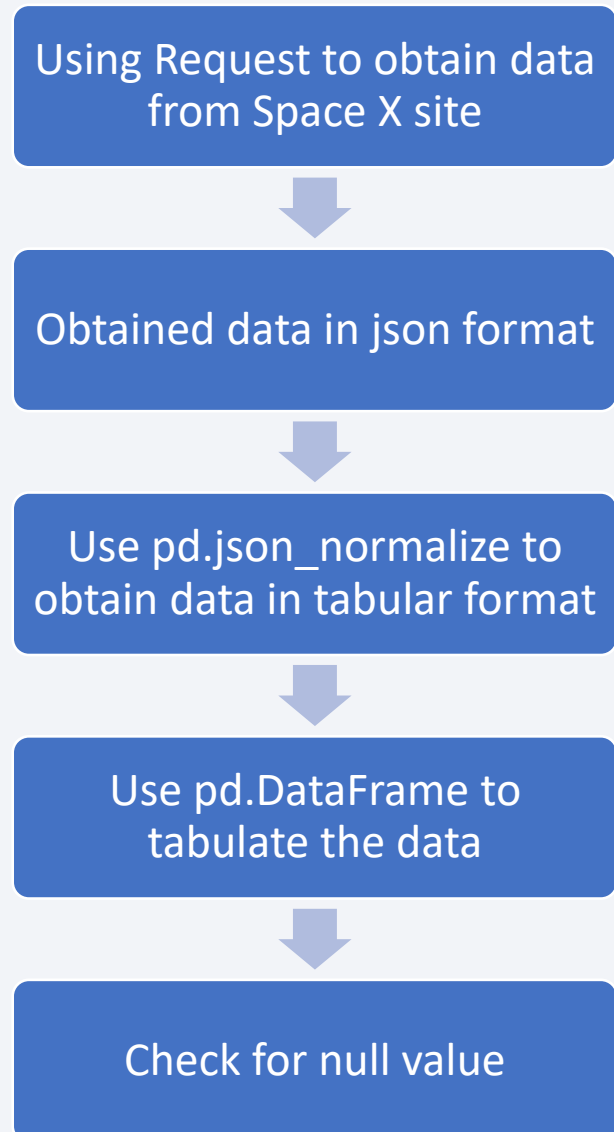 Using Request to obtain data
from Space X site
Obtained data in json format
Use pd.json_normalize to
obtain data in tabular format
Use pd.DataFrame to
tabulate the data
Check for null value